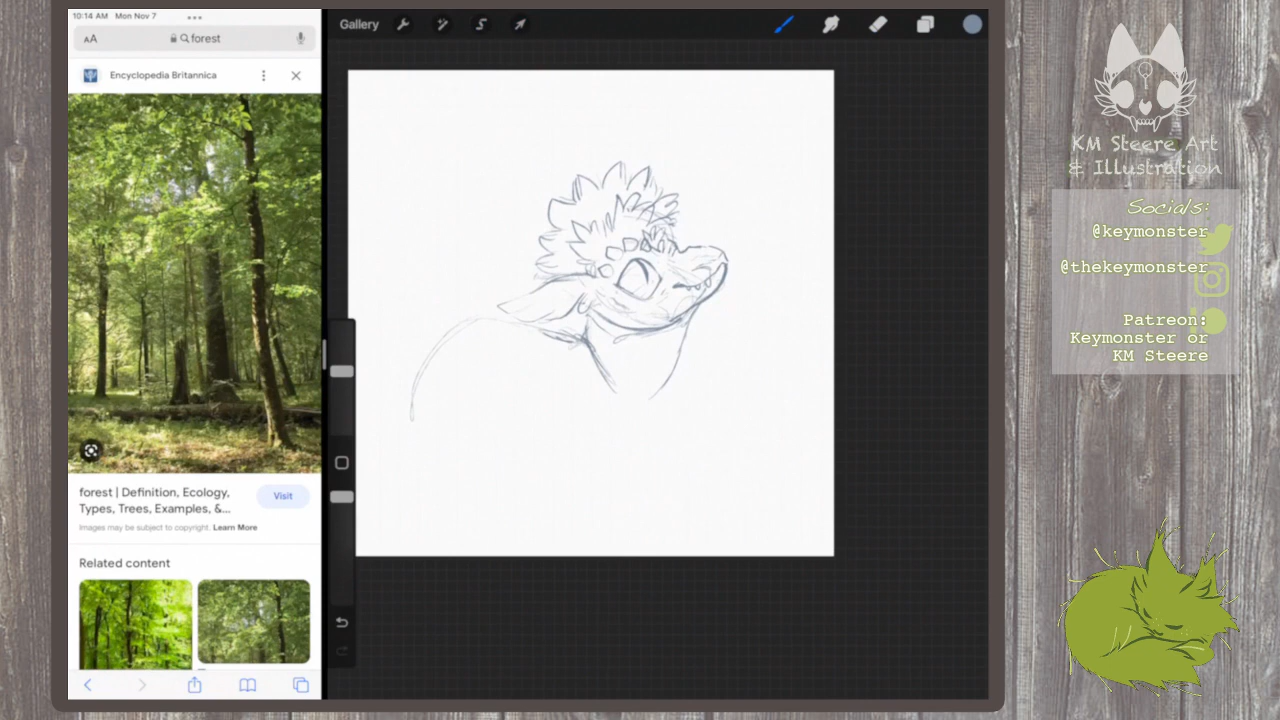 10:14 AM Mon Nov 7
AA
forest
Encyclopedia Britannica
forest | Definition, Ecology,
Types, Trees, Examples, &...
Visit
Images may be subject to copyright. Learn More
Related content
Gallery
KM Steere Art
& Illustration
Socials:
@keymonster
@thekeymonster
Patreon:
Keymonster or
KM Steere